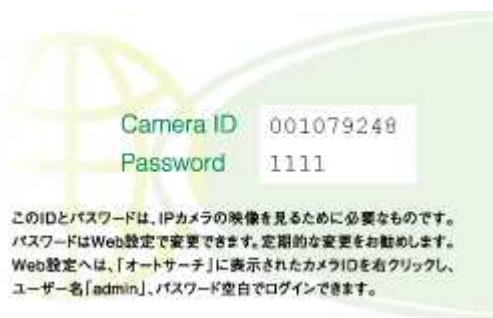 Camera ID 001079248
Password 1111
このIDとパスワードは、IPカメラの映像を見るために必要なものです。
パスワードはWeb設定で変更できます。定期的な変更をお勧めします。
Web設定へは、「オートサーチ」に表示されたカメラIDを右クリックし、
ユーザー名「admin」、パスワード空白でログインできます。